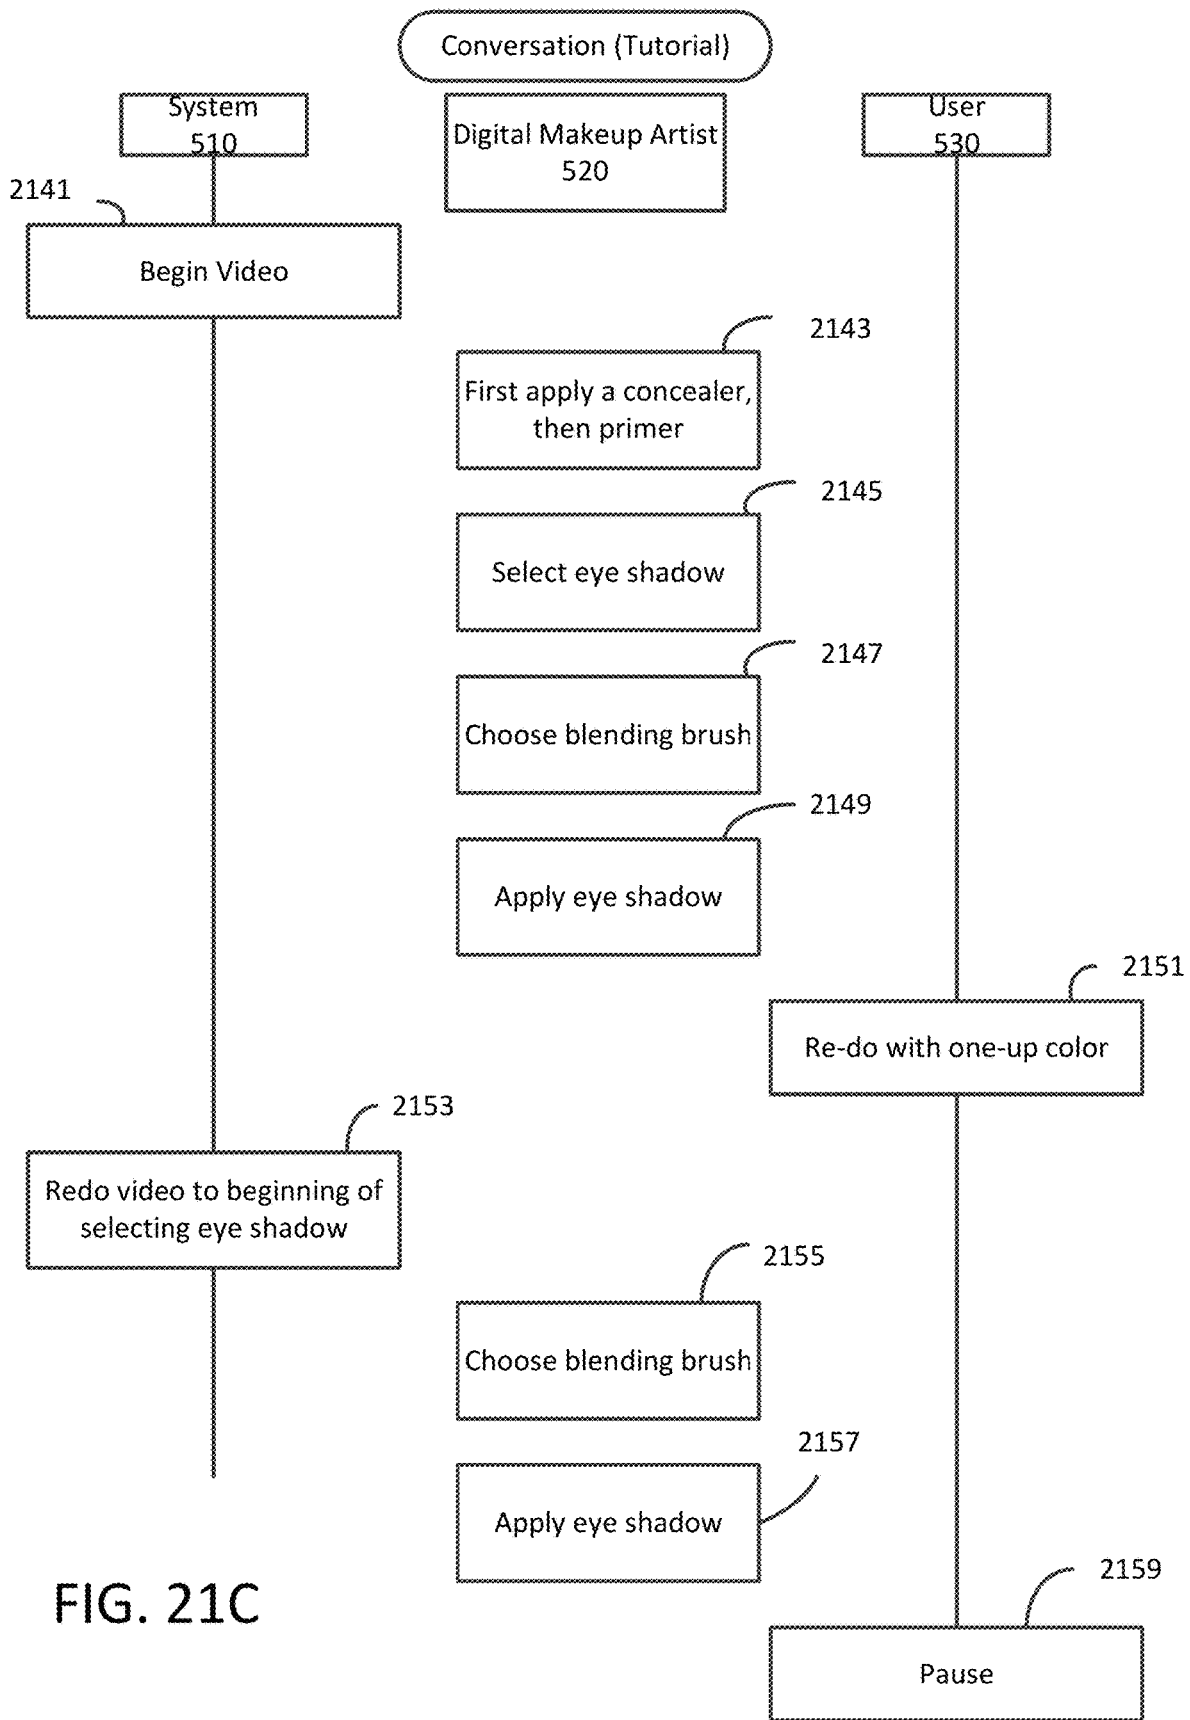 Conversation (Tutorial)
System
510
Digital Makeup Artist
520
User
530
2141
Begin Video
2143
First apply a concealer,
then primer
2145
Select eye shadow
2147
Choose blending brush
2149
Apply eye shadow
2151
Re-do with one-up color
2153
Redo video to beginning of
selecting eye shadow
2155
Choose blending brush
2157
Apply eye shadow
2159
Pause
FIG. 21C